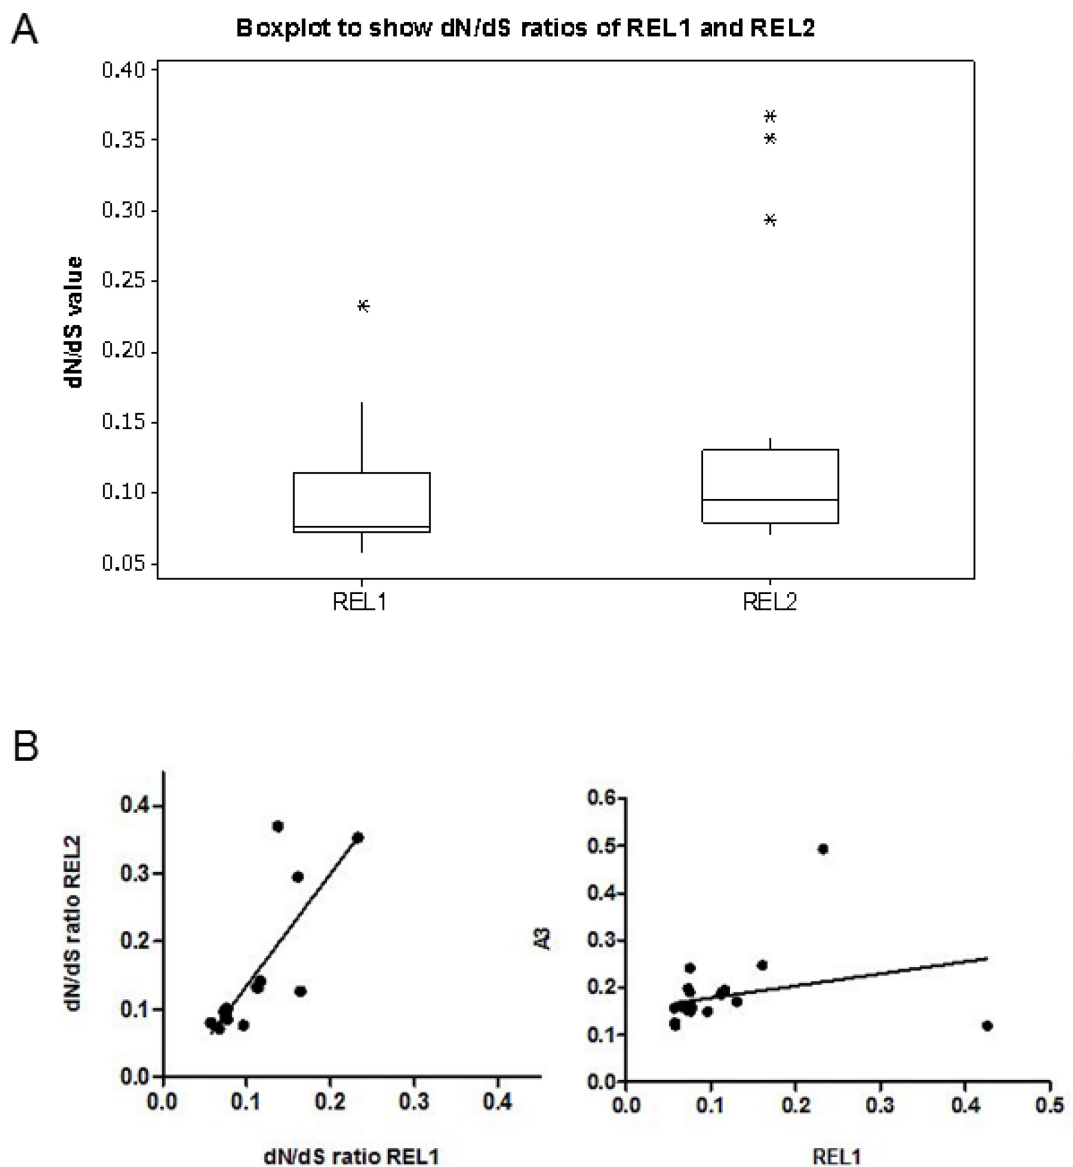 A
Boxplot to show dN/dS ratios of REL1 and REL2
dN/dS value
0.40
0.35
0.30
0.25
0.20
0.15
0.10
0.05
REL1 REL2
B
dN/dS ratio REL2
0.4
0.3
0.2
0.1
0.0
0.0 0.1 0.2 0.3 0.4
dN/dS ratio REL1
A3
0.6
0.5
0.4
0.3
0.2
0.1
0.0
0.0 0.1 0.2 0.3 0.4 0.5
REL1